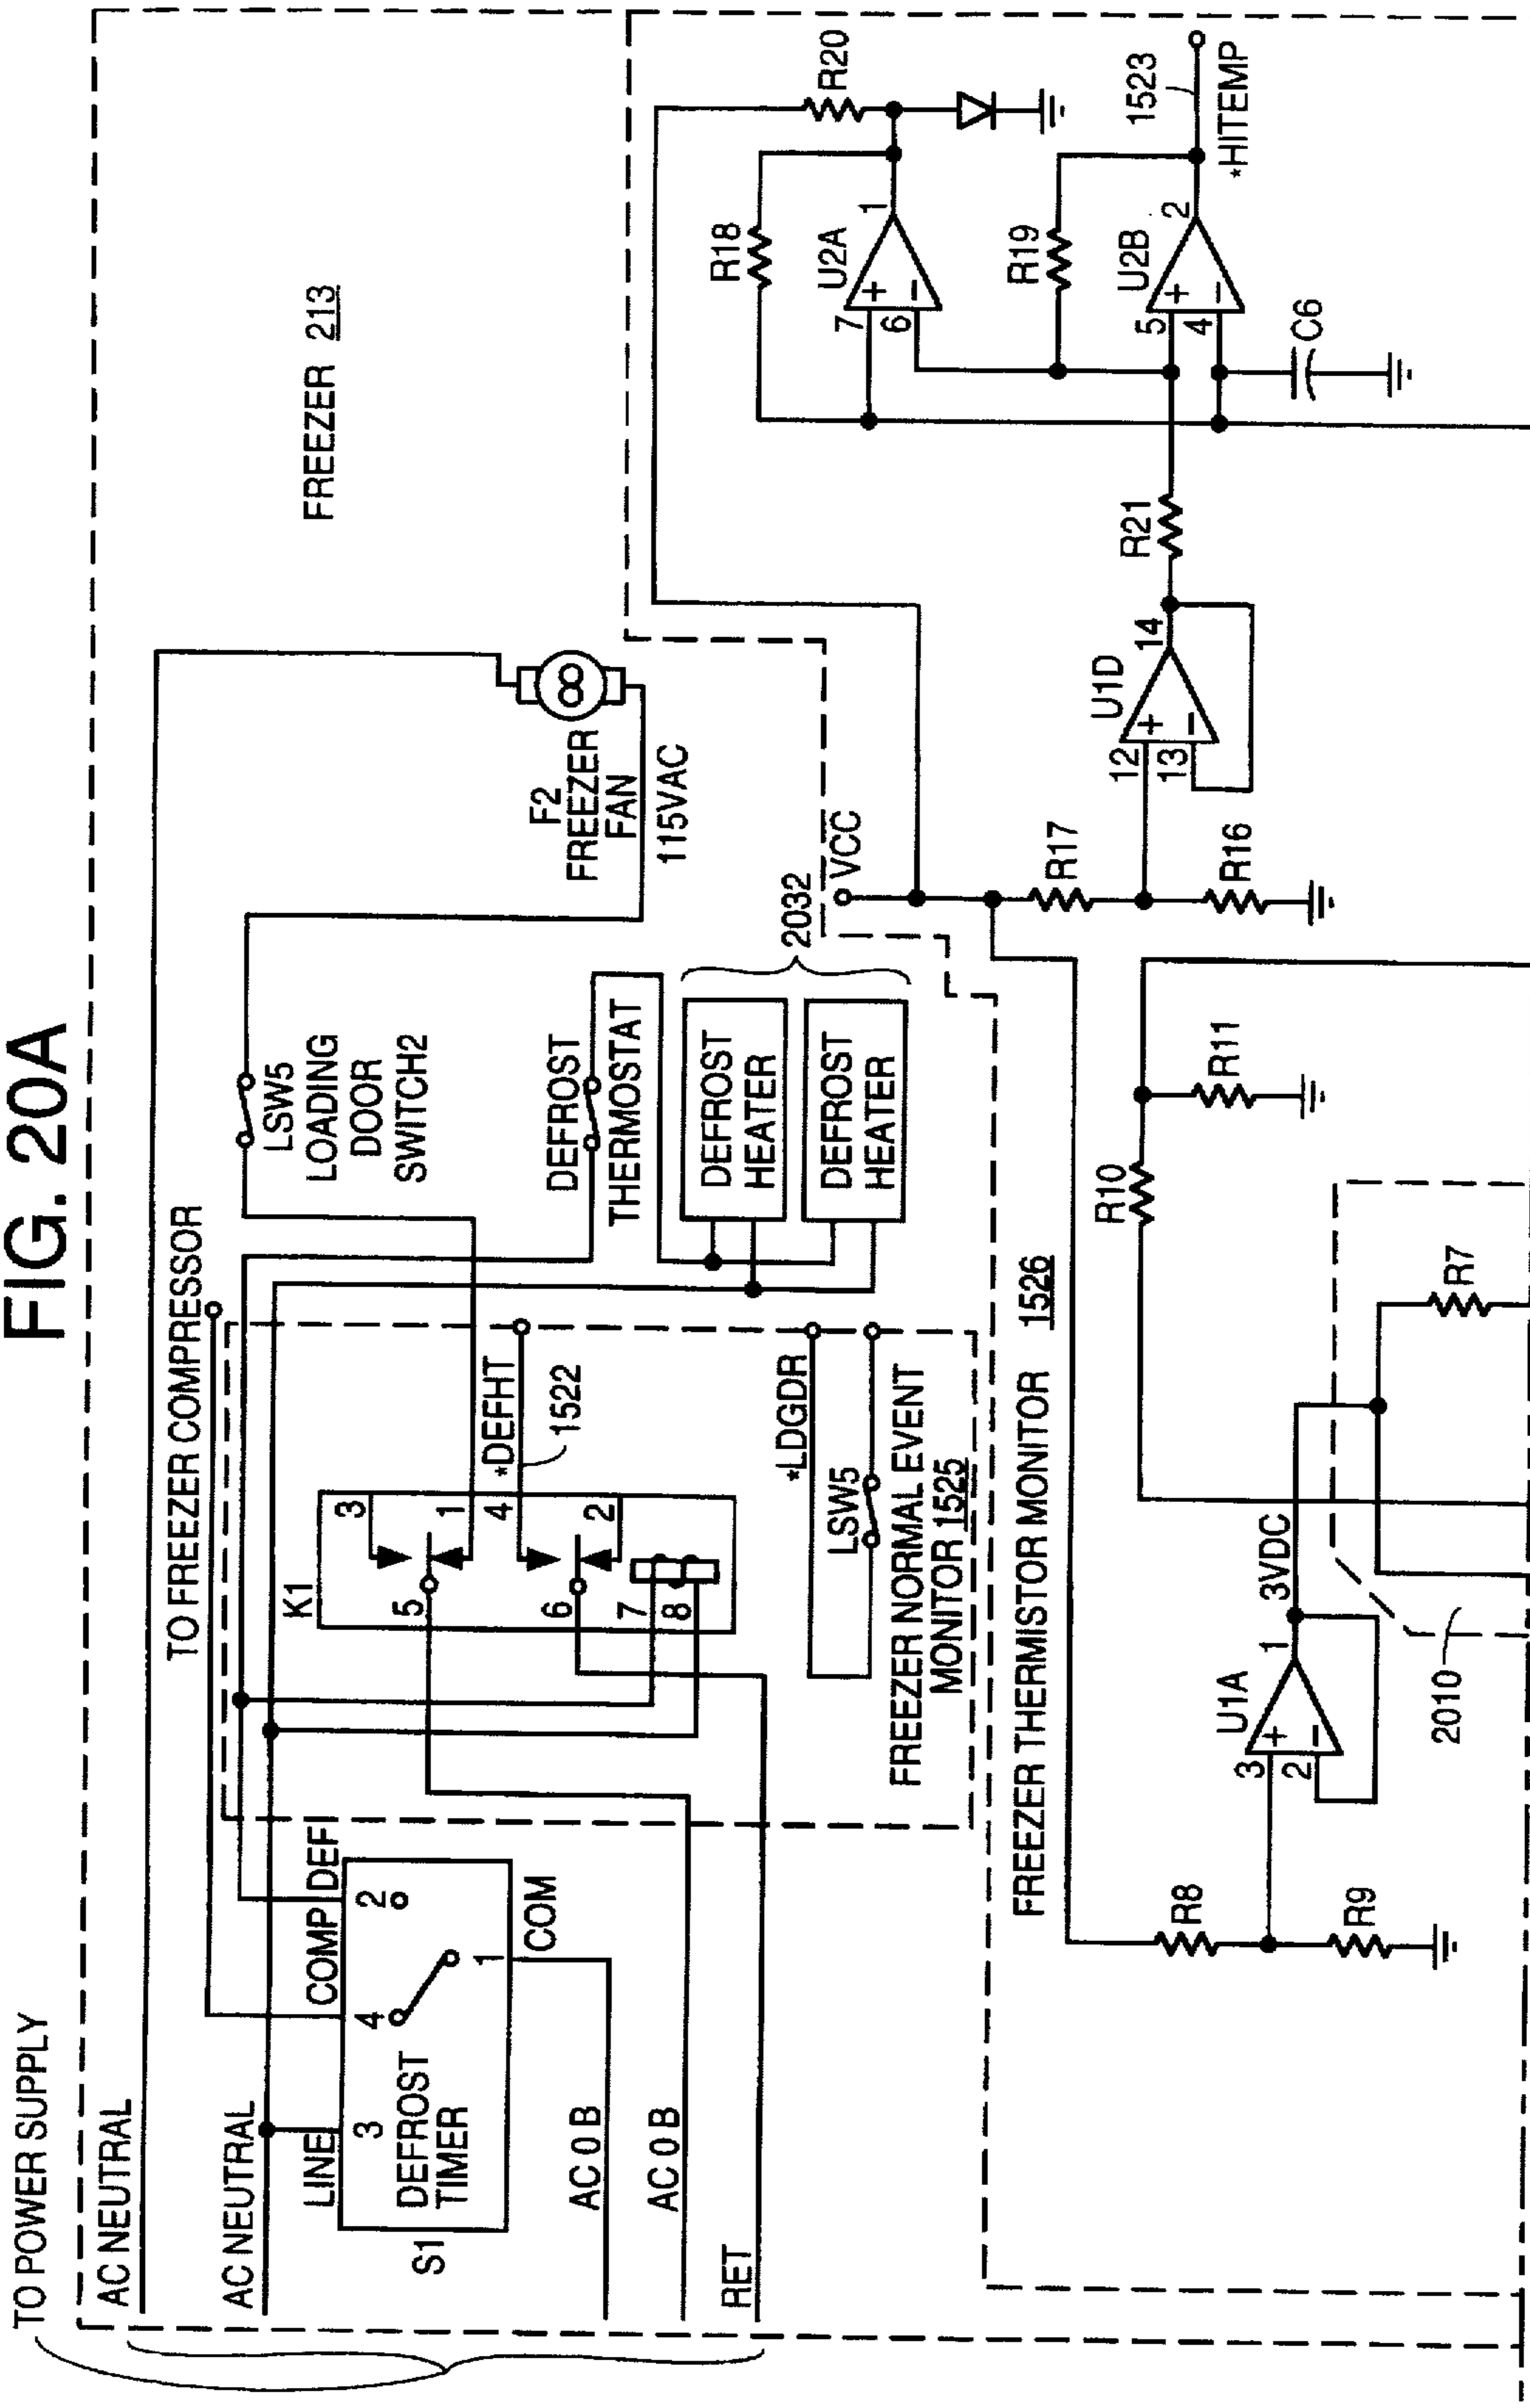 FIG. 20A
TO POWER SUPPLY
AC NEUTRAL
TO FREEZER COMPRESSOR
FREEZER 213
AC NEUTRAL
LINE
COMP
DEF
3
4
2
1
DEFROST
TIMER
S1
COM
AC 0 B
AC 0 B
RET
K1
3
1
4
2
5
6
7
8
*DEFHT
1522
*LDGDR
LSW5
FREEZER NORMAL EVENT
MONITOR 1525
LSW5
LOADING
DOOR
SWITCH2
DEFROST
THERMOSTAT
DEFROST
HEATER
DEFROST
HEATER
2032
F2
FREEZER
FAN
115VAC
FREEZER THERMISTOR MONITOR 1526
VCC
R8
R9
3
2
U1A
1
3VDC
2010
R7
R10
R11
R17
R16
12
13
U1D
14
R21
R18
R20
7
6
U2A
1
R19
5
4
U2B
2
C6
1523
*HITEMP